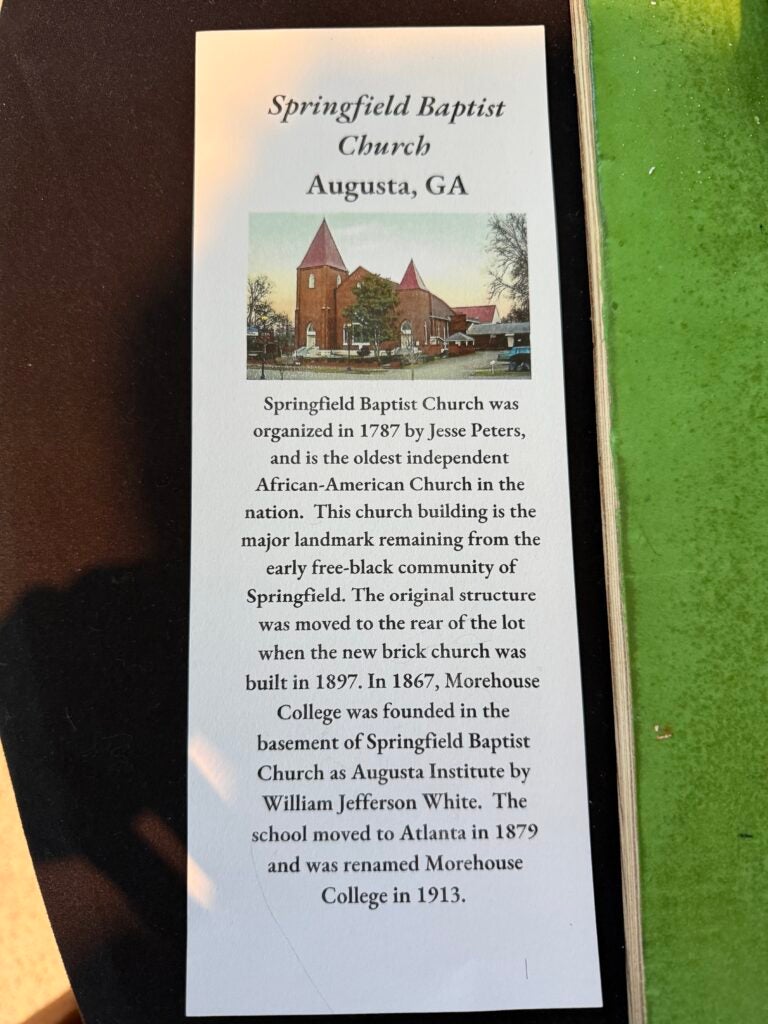 Springfield Baptist
Church
Augusta, GA
Springfield Baptist Church was
organized in 1787 by Jesse Peters,
and is the oldest independent
African-American Church in the
nation.  This church building is the
major landmark remaining from the
early free-black community of
Springfield. The original structure
was moved to the rear of the lot
when the new brick church was
built in 1897. In 1867, Morehouse
College was founded in the
basement of Springfield Baptist
Church as Augusta Institute by
William Jefferson White.  The
school moved to Atlanta in 1879
and was renamed Morehouse
College in 1913.